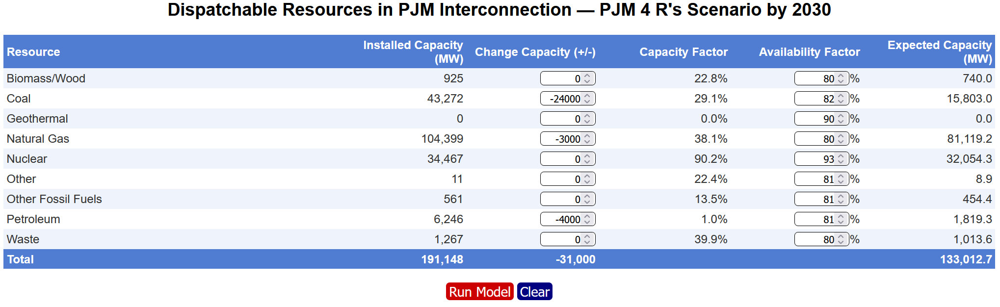 Dispatchable Resources in PJM Interconnection — PJM 4 R's Scenario by 2030
Resource Installed Capacity (MW) Change Capacity (+/-) Capacity Factor Availability Factor Expected Capacity (MW)
Biomass/Wood 925 0 22.8% 80 % 740.0
Coal 43,272 -24000 29.1% 82 % 15,803.0
Geothermal 0 0 0.0% 90 % 0.0
Natural Gas 104,399 -3000 38.1% 80 % 81,119.2
Nuclear 34,467 0 90.2% 93 % 32,054.3
Other 11 0 22.4% 81 % 8.9
Other Fossil Fuels 561 0 13.5% 81 % 454.4
Petroleum 6,246 -4000 1.0% 81 % 1,819.3
Waste 1,267 0 39.9% 80 % 1,013.6
Total 191,148 -31,000 133,012.7
Run Model Clear